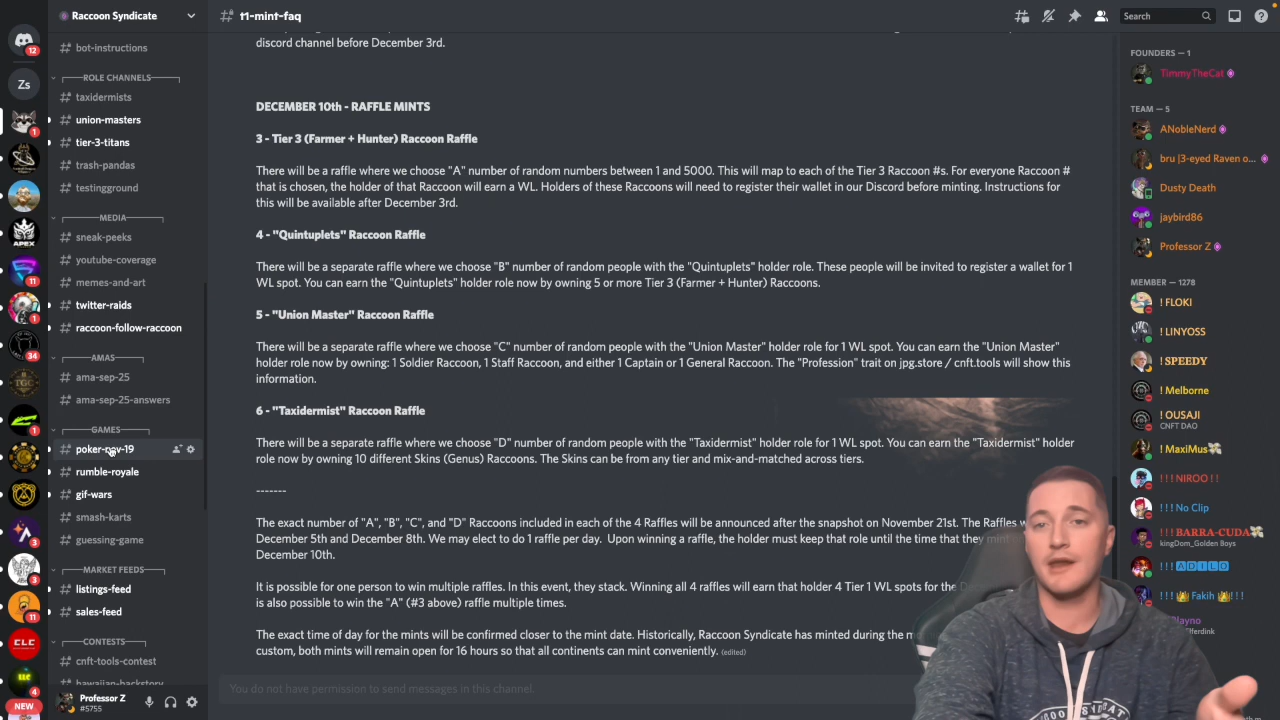 Raccoon Syndicate
t1-mint-faq
Search
12
Zs
1
11
34
TGC
1
3
3
11
CLC
LLC
4
NEW
bot-instructions
ROLE CHANNELS
taxidermists
union-masters
tier-3-titans
trash-pandas
testingground
MEDIA
sneak-peeks
youtube-coverage
memes-and-art
twitter-raids
raccoon-follow-raccoon
AMAS
ama-sep-25
ama-sep-25-answers
GAMES
poker-nov-19
rumble-royale
gif-wars
smash-karts
guessing-game
MARKET FEEDS
listings-feed
sales-feed
CONTESTS
cnft-tools-contest
Professor Z
#5755
discord channel before December 3rd.
DECEMBER 10th - RAFFLE MINTS
3 - Tier 3 (Farmer + Hunter) Raccoon Raffle
There will be a raffle where we choose "A" number of random numbers between 1 and 5000. This will map to each of the Tier 3 Raccoon #s. For everyone Raccoon #
that is chosen, the holder of that Raccoon will earn a WL. Holders of these Raccoons will need to register their wallet in our Discord before minting. Instructions for
this will be available after December 3rd.
4 - "Quintuplets" Raccoon Raffle
There will be a separate raffle where we choose "B" number of random people with the "Quintuplets" holder role. These people will be invited to register a wallet for 1
WL spot. You can earn the "Quintuplets" holder role now by owning 5 or more Tier 3 (Farmer + Hunter) Raccoons.
5 - "Union Master" Raccoon Raffle
There will be a separate raffle where we choose "C" number of random people with the "Union Master" holder role for 1 WL spot. You can earn the "Union Master"
holder role now by owning: 1 Soldier Raccoon, 1 Staff Raccoon, and either 1 Captain or 1 General Raccoon. The "Profession" trait on jpg.store / cnft.tools will show this
information.
6 - "Taxidermist" Raccoon Raffle
There will be a separate raffle where we choose "D" number of random people with the "Taxidermist" holder role for 1 WL spot. You can earn the "Taxidermist" holder
role now by owning 10 different Skins (Genus) Raccoons. The Skins can be from any tier and mix-and-matched across tiers.
-------
The exact number of "A", "B", "C", and "D" Raccoons included in each of the 4 Raffles will be announced after the snapshot on November 21st. The Raffles
December 5th and December 8th. We may elect to do 1 raffle per day. Upon winning a raffle, the holder must keep that role until the time that they
December 10th.
It is possible for one person to win multiple raffles. In this event, they stack. Winning all 4 raffles will earn that holder 4 Tier 1 WL spots for the
is also possible to win the "A" (#3 above) raffle multiple times.
The exact time of day for the mints will be confirmed closer to the mint date. Historically, Raccoon Syndicate has minted during the
custom, both mints will remain open for 16 hours so that all continents can mint conveniently. (edited)
You do not have permission to send messages in this channel.
FOUNDERS — 1
TimmyTheCat
TEAM — 5
ANobleNerd
bru |3-eyed Raven o...
Dusty Death
jaybird86
Professor Z
MEMBER — 1278
! FLOKI
! LINYOSS
! SPEEDY
! Melborne
! OUSAJI
CNFT DAO
! MaxiMus
! ! ! NIROO ! !
! ! ! No Clip
! ! ! BARRA-CUDA
kingDom_Golden Boys
! ! ! ADILO
! ! ! Fakih ! ! !